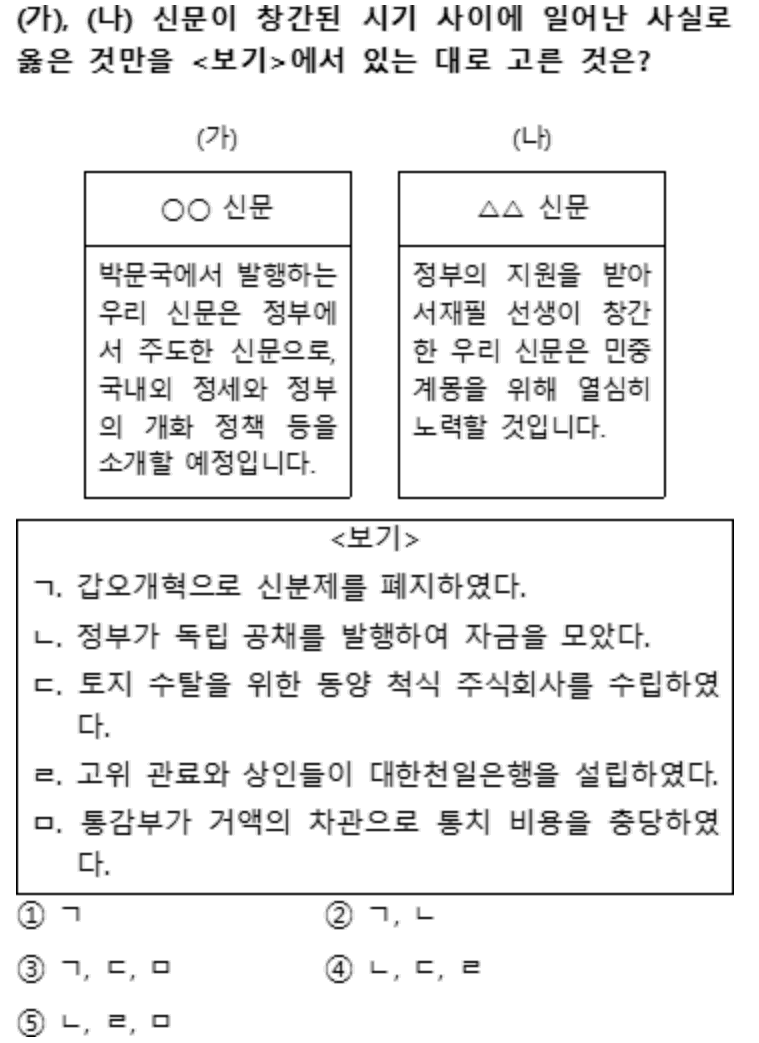 (가), (나) 신문이 창간된 시기 사이에 일어난 사실로
옳은 것만을 <보기>에서 있는 대로 고른 것은?
(가)
○○ 신문
박문국에서 발행하는
우리 신문은 정부에
서 주도한 신문으로,
국내외 정세와 정부
의 개화 정책 등을
소개할 예정입니다.
(나)
△△ 신문
정부의 지원을 받아
서재필 선생이 창간
한 우리 신문은 민중
계몽을 위해 열심히
노력할 것입니다.
<보기>
ㄱ. 갑오개혁으로 신분제를 폐지하였다.
ㄴ. 정부가 독립 공채를 발행하여 자금을 모았다.
ㄷ. 토지 수탈을 위한 동양 척식 주식회사를 수립하였
다.
ㄹ. 고위 관료와 상인들이 대한천일은행을 설립하였다.
ㅁ. 통감부가 거액의 차관으로 통치 비용을 충당하였
다.
① ㄱ
② ㄱ, ㄴ
③ ㄱ, ㄷ, ㅁ
④ ㄴ, ㄷ, ㄹ
⑤ ㄴ, ㄹ, ㅁ